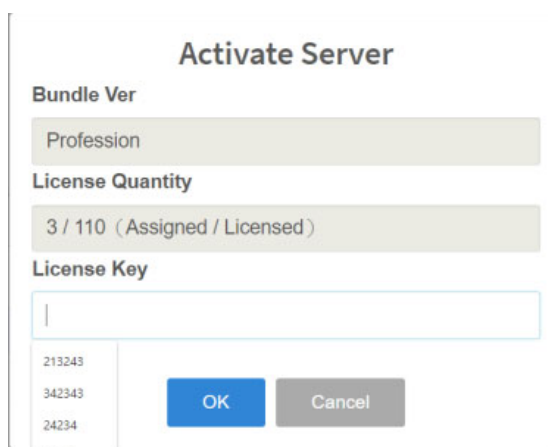 Activate Server
Bundle Ver
Profession
License Quantity
3 / 110（Assigned / Licensed）
License Key
213243
342343
24234
OK
Cancel